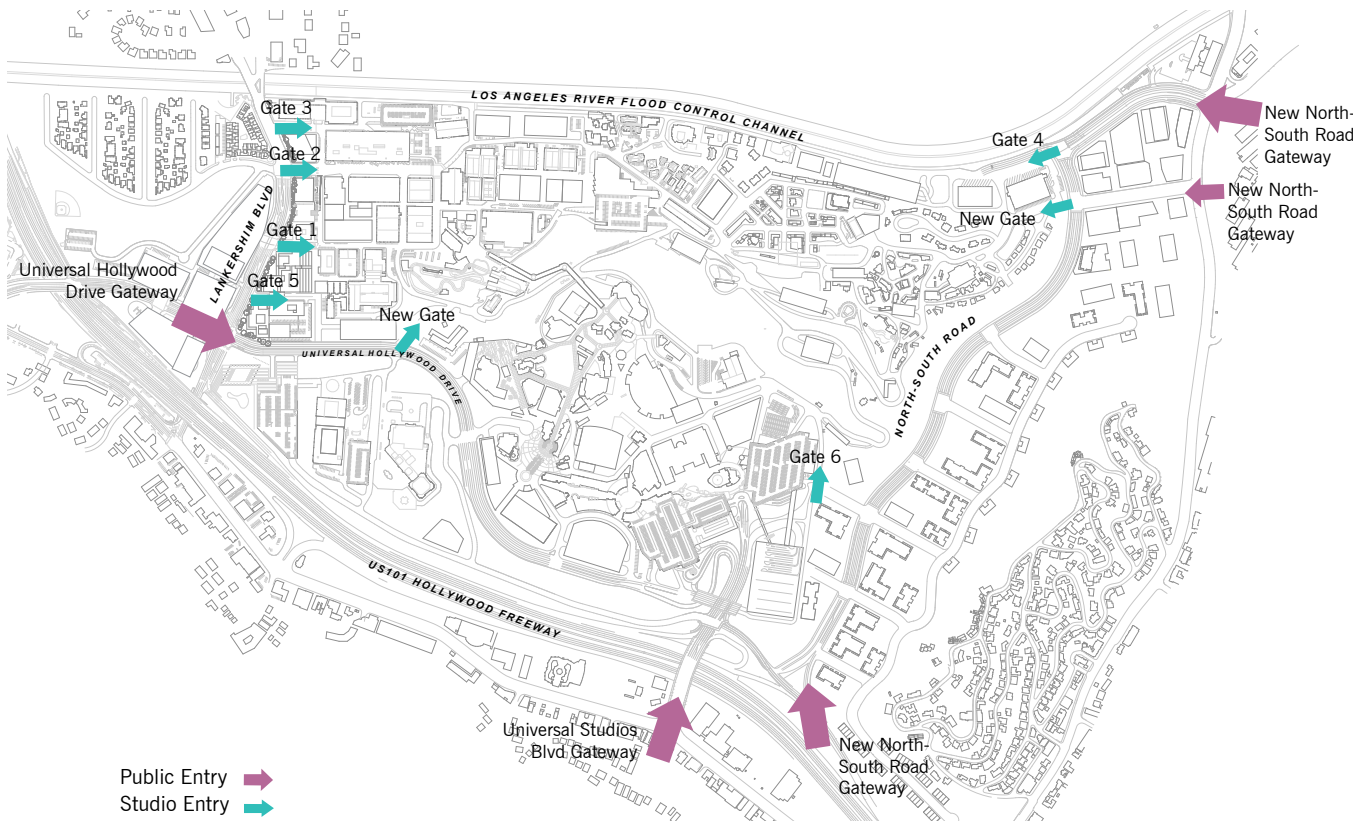 LOS ANGELES RIVER FLOOD CONTROL CHANNEL
Gate 3
New North-
South Road
Gateway
Gate 4
Gate 2
LANKERSHIM BLVD
New North-
South Road
Gateway
New Gate
Gate 1
Universal Hollywood
Drive Gateway
Gate 5
New Gate
UNIVERSAL HOLLYWOOD DRIVE
NORTH-SOUTH ROAD
Gate 6
US101 HOLLYWOOD FREEWAY
Universal Studios
Blvd Gateway
New North-
South Road
Gateway
Public Entry
Studio Entry